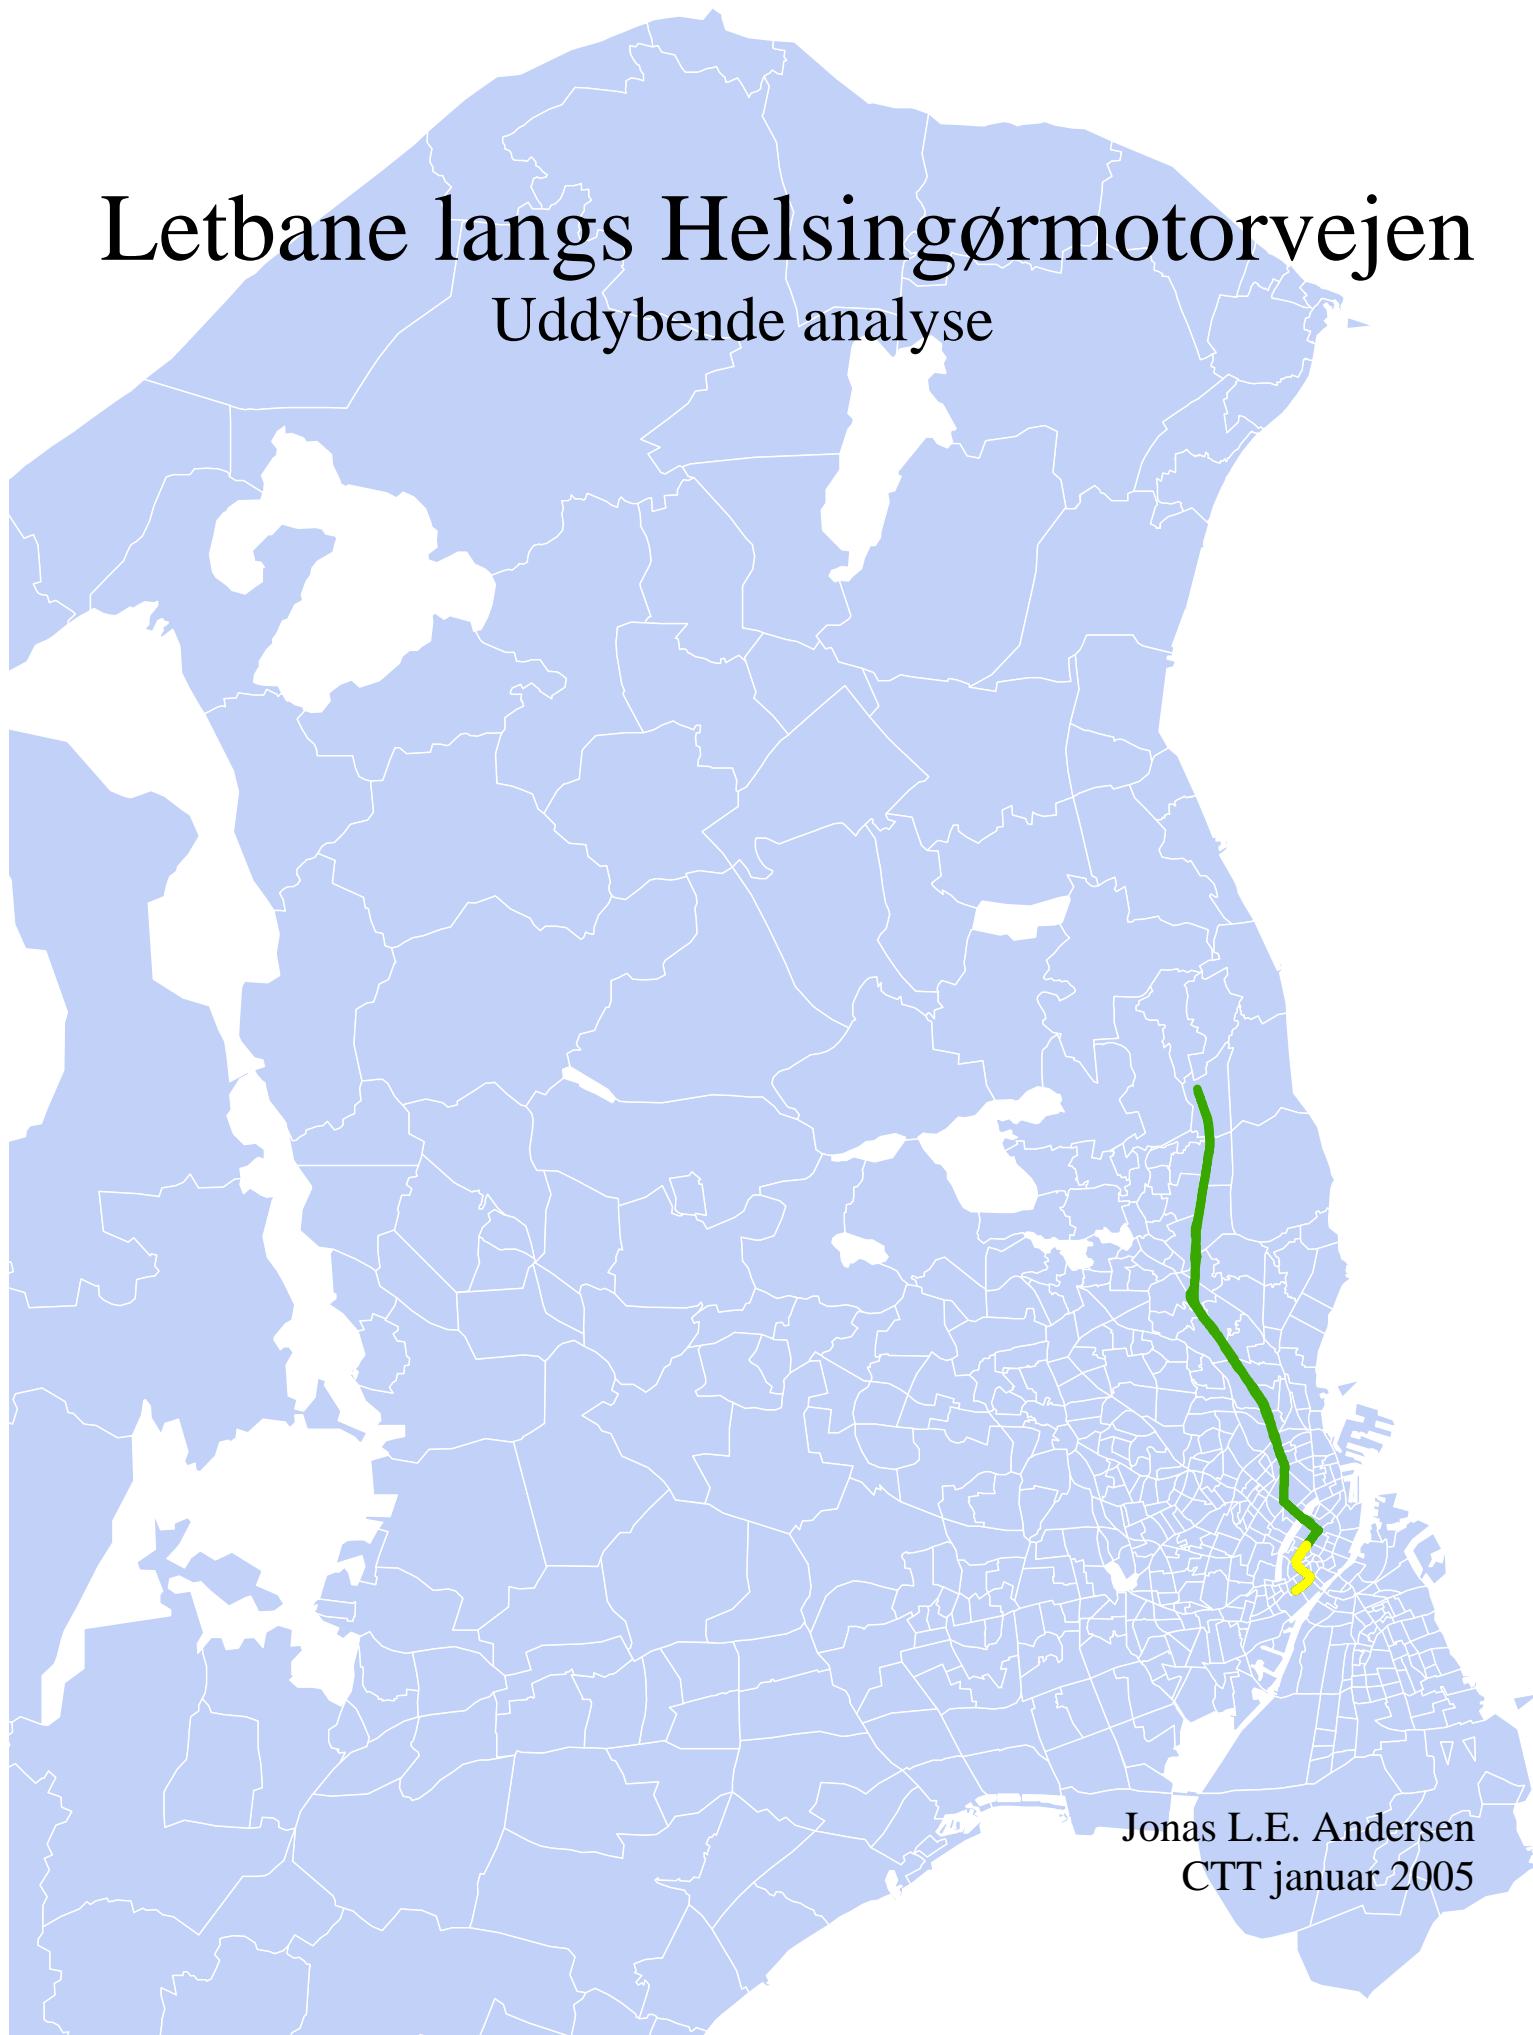 Letbane langs Helsingørmotorvejen
Uddybende analyse
Jonas L.E. Andersen
CTT januar 2005